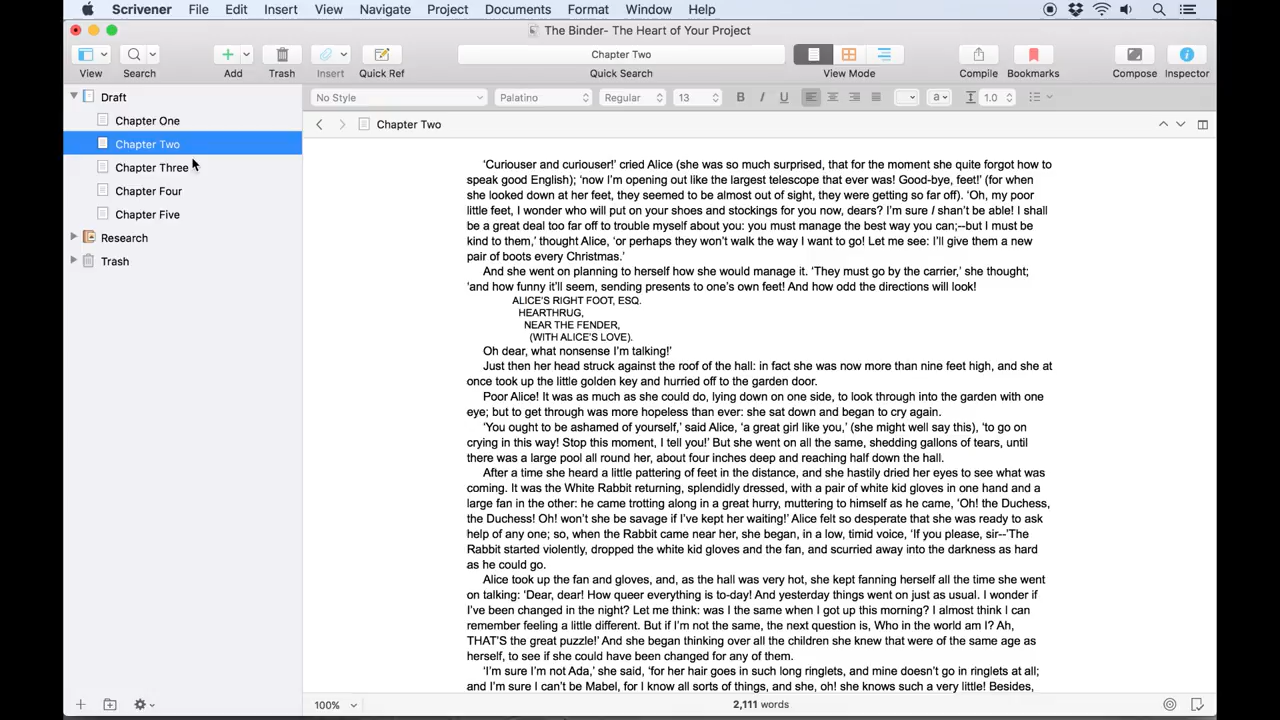 Scrivener File Edit Insert View Navigate Project Documents Format Window Help
The Binder- The Heart of Your Project
Chapter Two
View Search Add Trash Insert Quick Ref Quick Search View Mode Compile Bookmarks Compose Inspector
No Style Palatino Regular 13 B I U a 1.0
Draft
Chapter One
Chapter Two
Chapter Three
Chapter Four
Chapter Five
Research
Trash
Chapter Two
‘Curiouser and curiouser!’ cried Alice (she was so much surprised, that for the moment she quite forgot how to
speak good English); ‘now I’m opening out like the largest telescope that ever was! Good-bye, feet!’ (for when
she looked down at her feet, they seemed to be almost out of sight, they were getting so far off). ‘Oh, my poor
little feet, I wonder who will put on your shoes and stockings for you now, dears? I’m sure I shan’t be able! I shall
be a great deal too far off to trouble myself about you: you must manage the best way you can;--but I must be
kind to them,’ thought Alice, ‘or perhaps they won’t walk the way I want to go! Let me see: I’ll give them a new
pair of boots every Christmas.’
And she went on planning to herself how she would manage it. ‘They must go by the carrier,’ she thought;
‘and how funny it’ll seem, sending presents to one’s own feet! And how odd the directions will look!
ALICE’S RIGHT FOOT, ESQ.
HEARTHRUG,
NEAR THE FENDER,
(WITH ALICE’S LOVE).
Oh dear, what nonsense I’m talking!’
Just then her head struck against the roof of the hall: in fact she was now more than nine feet high, and she at
once took up the little golden key and hurried off to the garden door.
Poor Alice! It was as much as she could do, lying down on one side, to look through into the garden with one
eye; but to get through was more hopeless than ever: she sat down and began to cry again.
‘You ought to be ashamed of yourself,’ said Alice, ‘a great girl like you,’ (she might well say this), ‘to go on
crying in this way! Stop this moment, I tell you!’ But she went on all the same, shedding gallons of tears, until
there was a large pool all round her, about four inches deep and reaching half down the hall.
After a time she heard a little pattering of feet in the distance, and she hastily dried her eyes to see what was
coming. It was the White Rabbit returning, splendidly dressed, with a pair of white kid gloves in one hand and a
large fan in the other: he came trotting along in a great hurry, muttering to himself as he came, ‘Oh! the Duchess,
the Duchess! Oh! won’t she be savage if I’ve kept her waiting!’ Alice felt so desperate that she was ready to ask
help of any one; so, when the Rabbit came near her, she began, in a low, timid voice, ‘If you please, sir--’The
Rabbit started violently, dropped the white kid gloves and the fan, and scurried away into the darkness as hard
as he could go.
Alice took up the fan and gloves, and, as the hall was very hot, she kept fanning herself all the time she went
on talking: ‘Dear, dear! How queer everything is to-day! And yesterday things went on just as usual. I wonder if
I’ve been changed in the night? Let me think: was I the same when I got up this morning? I almost think I can
remember feeling a little different. But if I’m not the same, the next question is, Who in the world am I? Ah,
THAT’S the great puzzle!’ And she began thinking over all the children she knew that were of the same age as
herself, to see if she could have been changed for any of them.
‘I’m sure I’m not Ada,’ she said, ‘for her hair goes in such long ringlets, and mine doesn’t go in ringlets at all;
and I’m sure I can’t be Mabel, for I know all sorts of things, and she, oh! she knows such a very little! Besides,
100% 2,111 words